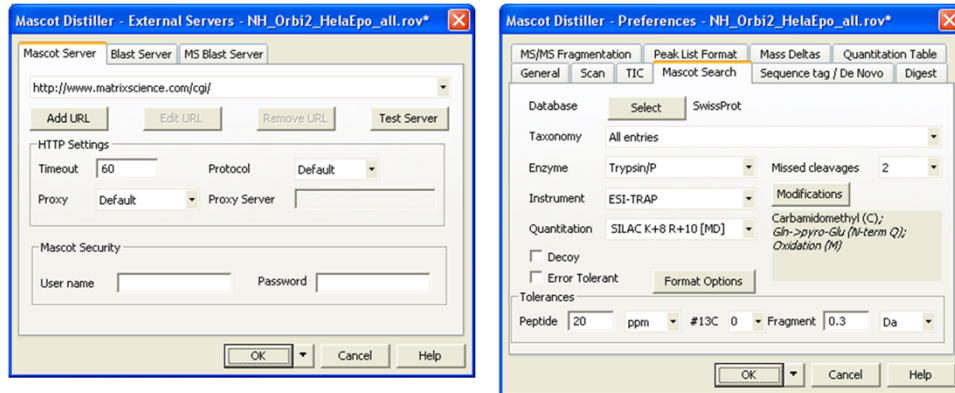 Mascot Distiller - External Servers - NH_Orbi2_HelaEpo_all.rov*
Mascot Server Blast Server MS Blast Server
http://www.matrixscience.com/cgi/
Add URL Edit URL Remove URL Test Server
HTTP Settings
Timeout 60 Protocol Default
Proxy Default Proxy Server
Mascot Security
User name Password
OK Cancel Help
Mascot Distiller - Preferences - NH_Orbi2_HelaEpo_all.rov*
MS/MS Fragmentation Peak List Format Mass Deltas Quantitation Table
General Scan TIC Mascot Search Sequence tag / De Novo Digest
Database Select SwissProt
Taxonomy All entries
Enzyme Trypsin/P Missed cleavages 2
Instrument ESI-TRAP Modifications
Quantitation SILAC K+8 R+10 [MD] Carbamidomethyl (C);
Gln->pyro-Glu (N-term Q);
Oxidation (M)
Decoy
Error Tolerant Format Options
Tolerances
Peptide 20 ppm #13C 0 Fragment 0.3 Da
OK Cancel Help